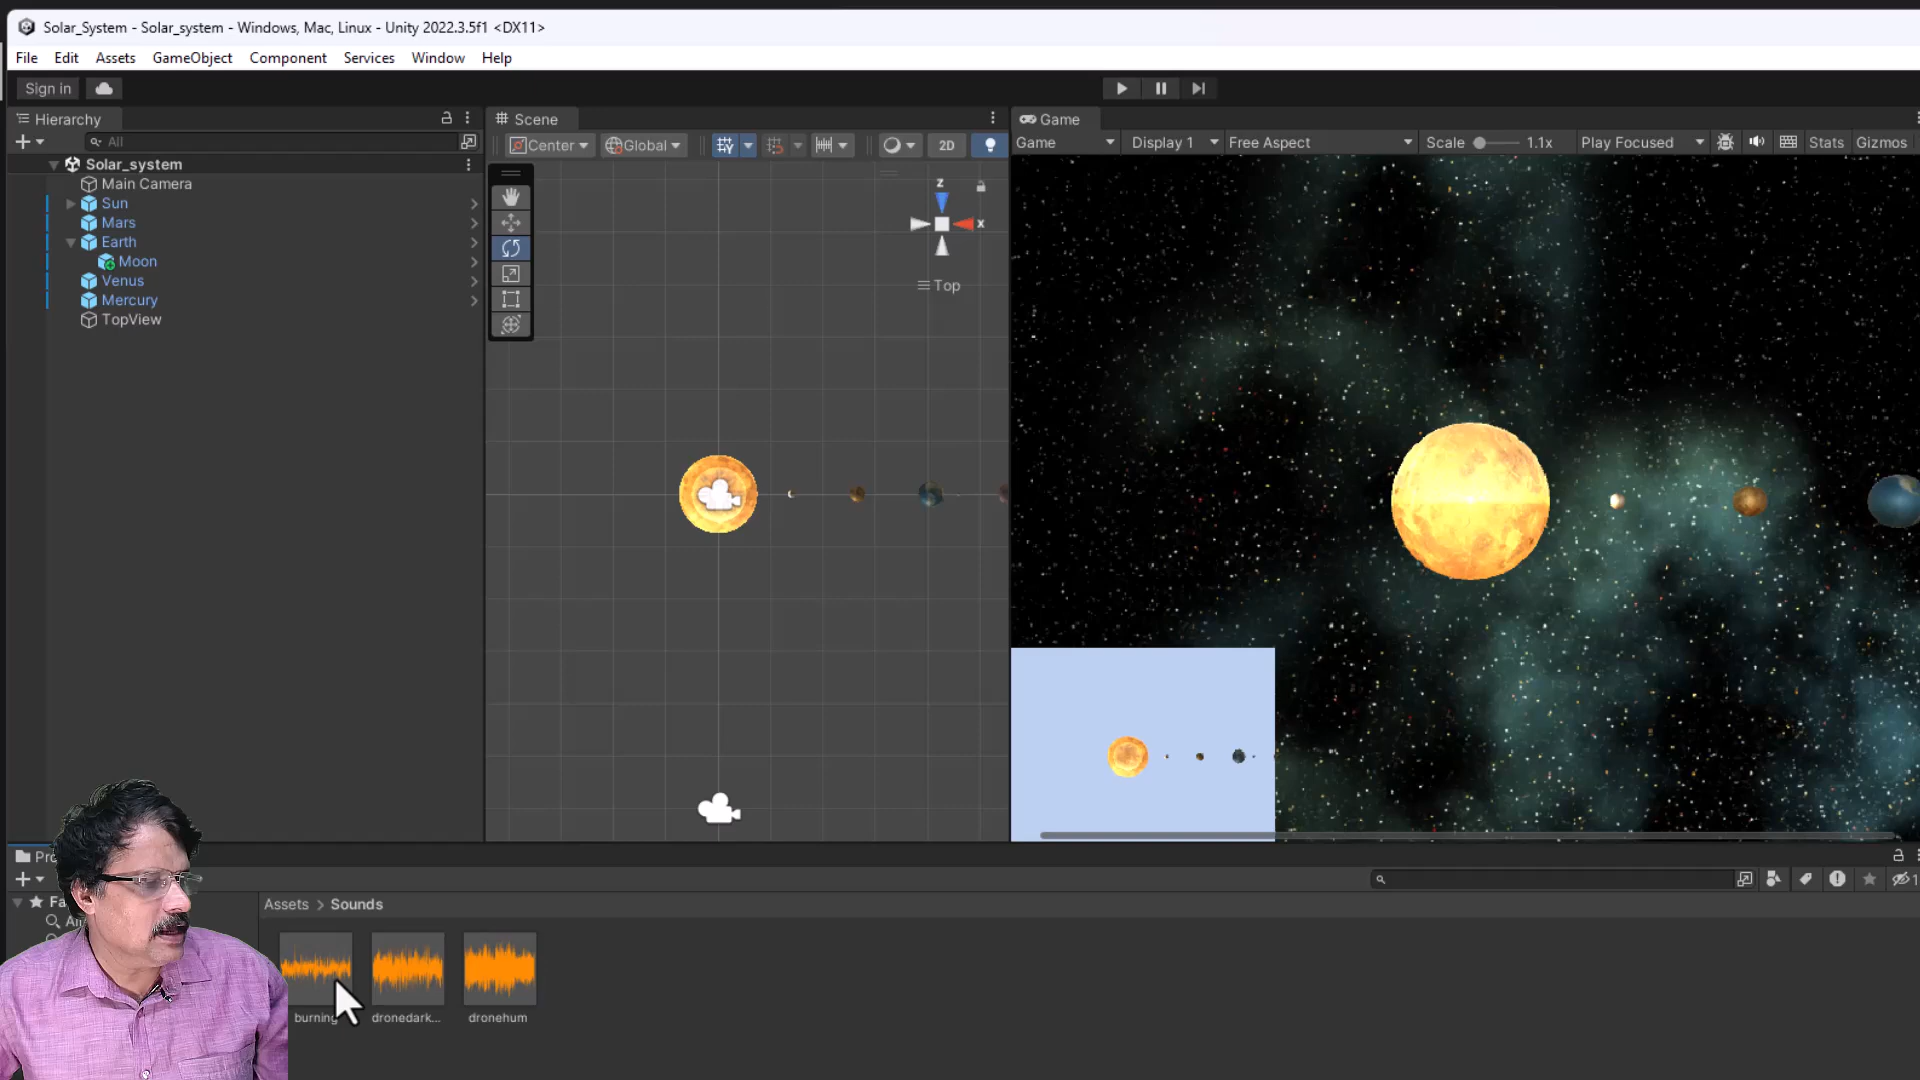 Solar_System - Solar_system - Windows, Mac, Linux - Unity 2022.3.5f1 <DX11>
File Edit Assets GameObject Component Services Window Help
Sign in
Hierarchy
All
Solar_system
Main Camera
Sun
Mars
Earth
Moon
Venus
Mercury
TopView
Scene
Center Global 2D
z
x
Top
Game
Game Display 1 Free Aspect Scale 1.1x Play Focused Stats Gizmos
Assets > Sounds
burning dronedark... dronehum